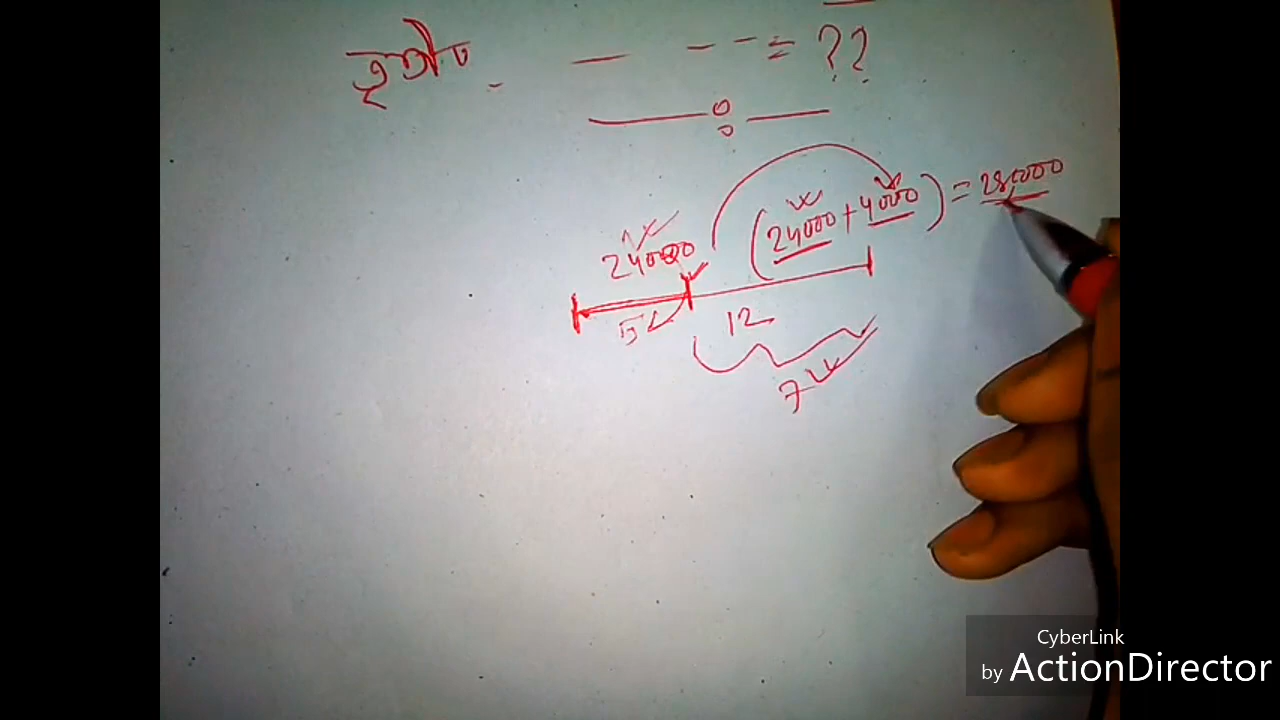 তৃতীয় - — - - = ??
24000 (24000 + 4000) = 28000
5 12
7
CyberLink
by ActionDirector